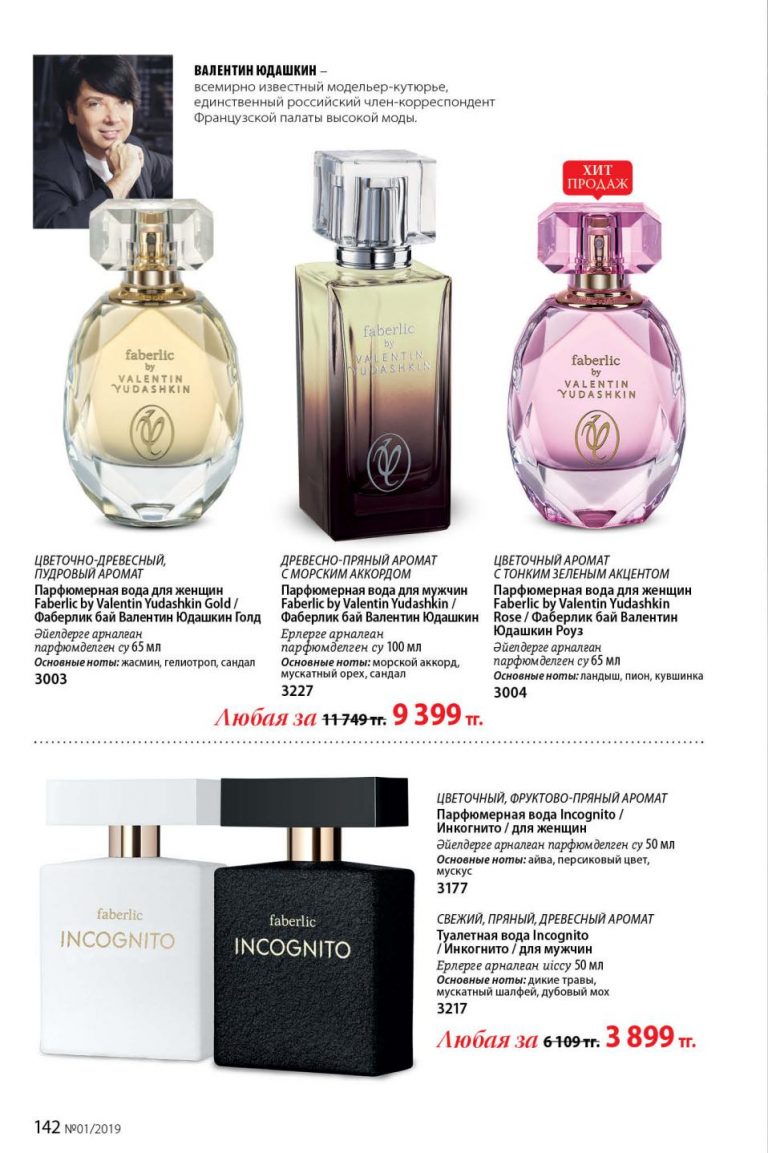 ВАЛЕНТИН ЮДАШКИН –
всемирно известный модельер-кутюрье,
единственный российский член-корреспондент
Французской палаты высокой моды.
ХИТ
ПРОДАЖ
faberlic
by
VALENTIN
YUDASHKIN
faberlic
by
VALENTIN
YUDASHKIN
faberlic
by
VALENTIN
YUDASHKIN
ЦВЕТОЧНО-ДРЕВЕСНЫЙ,
ПУДРОВЫЙ АРОМАТ
Парфюмерная вода для женщин
Faberlic by Valentin Yudashkin Gold /
Фаберлик бай Валентин Юдашкин Голд
Әйелдерге арналған
парфюмделген су 65 мл
Основные ноты: жасмин, гелиотроп, сандал
3003
ДРЕВЕСНО-ПРЯНЫЙ АРОМАТ
С МОРСКИМ АККОРДОМ
Парфюмерная вода для мужчин
Faberlic by Valentin Yudashkin /
Фаберлик бай Валентин Юдашкин
Ерлерге арналған
парфюмделген су 100 мл
Основные ноты: морской аккорд,
мускатный орех, сандал
3227
ЦВЕТОЧНЫЙ АРОМАТ
С ТОНКИМ ЗЕЛЕНЫМ АКЦЕНТОМ
Парфюмерная вода для женщин
Faberlic by Valentin Yudashkin
Rose / Фаберлик бай Валентин
Юдашкин Роуз
Әйелдерге арналған
парфюмделген су 65 мл
Основные ноты: ландыш, пион, кувшинка
3004
Любая за 11 749 тг. 9 399 тг.
faberlic
INCOGNITO
faberlic
INCOGNITO
ЦВЕТОЧНЫЙ, ФРУКТОВО-ПРЯНЫЙ АРОМАТ
Парфюмерная вода Incognito /
Инкогнито / для женщин
Әйелдерге арналған парфюмделген су 50 мл
Основные ноты: айва, персиковый цвет,
мускус
3177
СВЕЖИЙ, ПРЯНЫЙ, ДРЕВЕСНЫЙ АРОМАТ
Туалетная вода Incognito
/ Инкогнито / для мужчин
Ерлерге арналған иіссу 50 мл
Основные ноты: дикие травы,
мускатный шалфей, дубовый мох
3217
Любая за 6 109 тг. 3 899 тг.
142 №01/2019